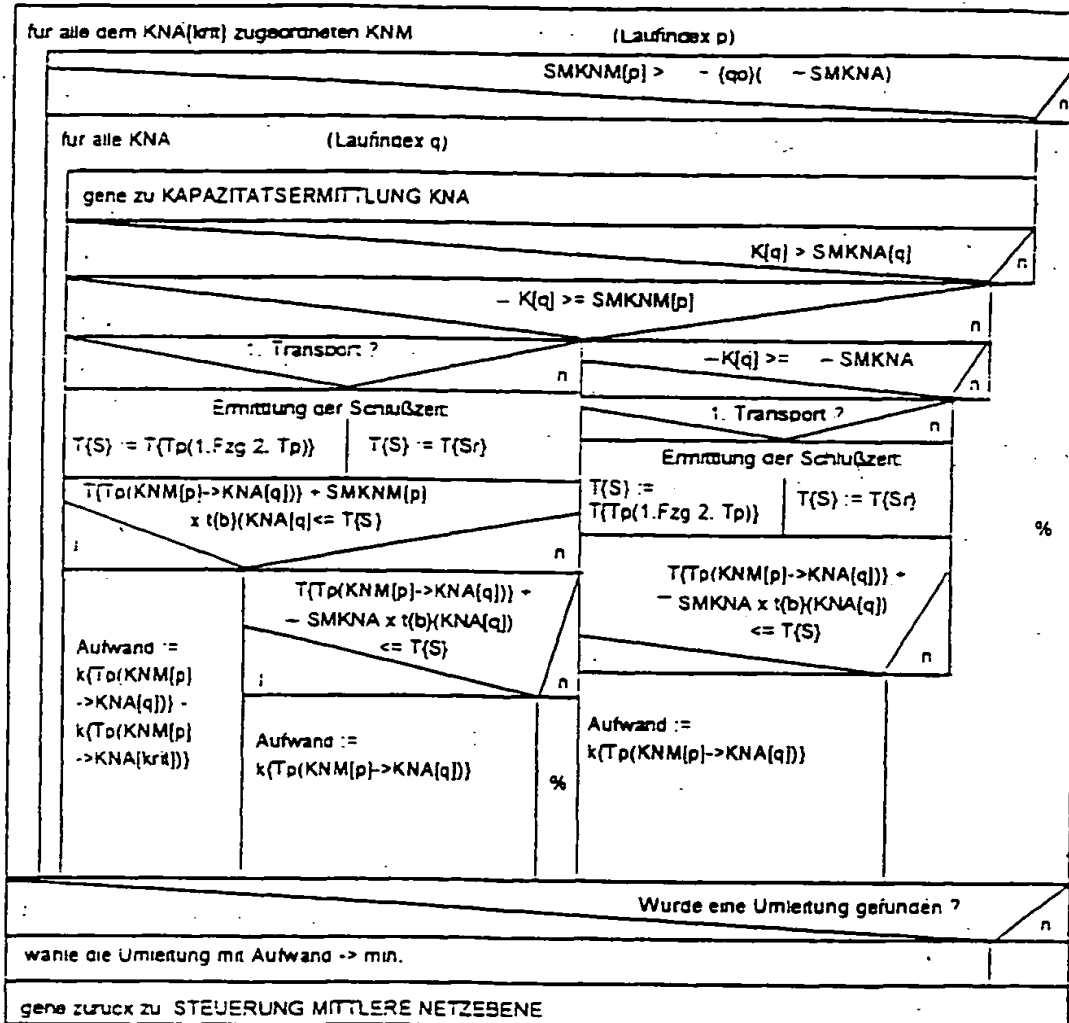 fur alle dem KNA{krit} zugeordneten KNM (Laufindex p)
SMKNM[p] > - {qp}( - SMKNA)
n
fur alle KNA (Laufindex q)
gene zu KAPAZITATSERMITTLUNG KNA
K[q] > SMKNA[q]
n
- K[q] >= SMKNM[p]
n
1. Transport ?
n
-K[q] >= - SMKNA
n
Ermittlung der Schlußzeit
1. Transport ?
n
T{S} := T{Tp(1.Fzg 2. Tp)} T{S} := T{Sr}
Ermittlung der Schlußzeit
T{S} :=
T{Tp(1.Fzg 2. Tp)} T{S} := T{Sr}
T{Tp(KNM[p]->KNA[q])} + SMKNM[p]
x t{b}(KNA[q]<= T{S}
n
%
T{Tp(KNM[p]->KNA[q])} +
- SMKNA x t{b}(KNA[q])
<= T{S}
n
T{Tp(KNM[p]->KNA[q])} +
- SMKNA x t{b}(KNA[q])
<= T{S}
n
Aufwand :=
k{Tp(KNM[p]
->KNA[q])} -
k{Tp(KNM[p]
->KNA[krit])}
Aufwand :=
k{Tp(KNM[p]->KNA[q])}
%
Aufwand :=
k{Tp(KNM[p]->KNA[q])}
Wurde eine Umleitung gefunden ?
n
wahle die Umleitung mit Aufwand -> min.
gene zuruck zu STEUERUNG MITTLERE NETZEBENE